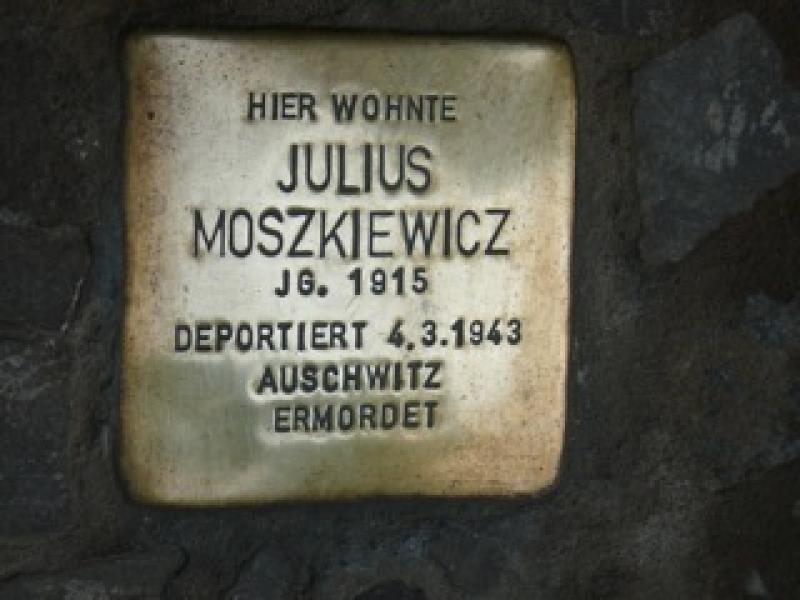 HIER WOHNTE
JULIUS
MOSZKIEWICZ
JG. 1915
DEPORTIERT 4.3.1943
AUSCHWITZ
ERMORDET